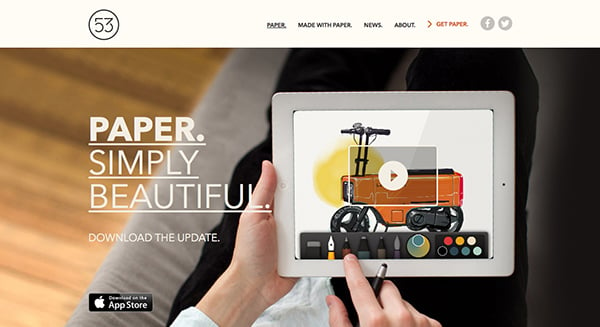 53
PAPER. MADE WITH PAPER. NEWS. ABOUT. GET PAPER.
PAPER.
SIMPLY
BEAUTIFUL.
DOWNLOAD THE UPDATE.
Download on the
App Store